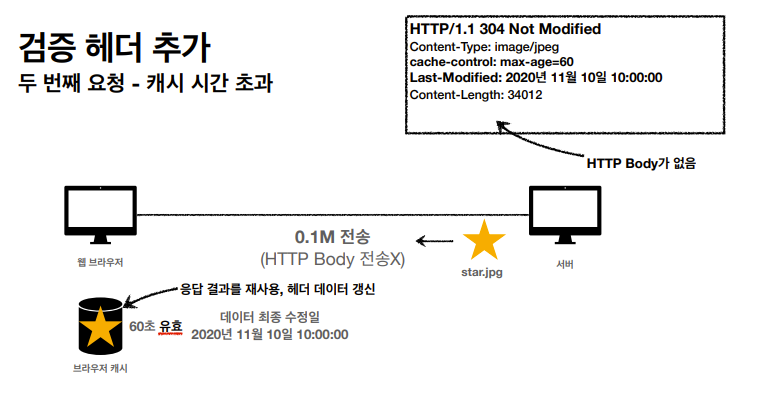 검증 헤더 추가
두 번째 요청 - 캐시 시간 초과
HTTP/1.1 304 Not Modified
Content-Type: image/jpeg
cache-control: max-age=60
Last-Modified: 2020년 11월 10일 10:00:00
Content-Length: 34012
HTTP Body가 없음
0.1M 전송
(HTTP Body 전송X)
star.jpg
웹 브라우저
서버
응답 결과를 재사용, 헤더 데이터 갱신
60초 유효
데이터 최종 수정일
2020년 11월 10일 10:00:00
브라우저 캐시